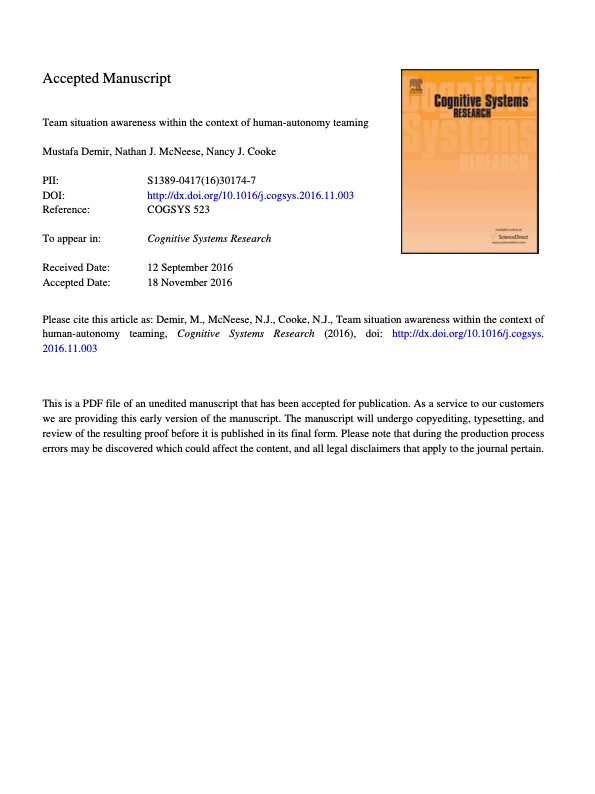 Accepted Manuscript
Team situation awareness within the context of human-autonomy teaming
Mustafa Demir, Nathan J. McNeese, Nancy J. Cooke
PII: S1389-0417(16)30174-7
DOI: http://dx.doi.org/10.1016/j.cogsys.2016.11.003
Reference: COGSYS 523
To appear in: Cognitive Systems Research
Received Date: 12 September 2016
Accepted Date: 18 November 2016
Cognitive Systems
RESEARCH
Available online at
ScienceDirect
www.sciencedirect.com
Please cite this article as: Demir, M., McNeese, N.J., Cooke, N.J., Team situation awareness within the context of
human-autonomy teaming, Cognitive Systems Research (2016), doi: http://dx.doi.org/10.1016/j.cogsys.
2016.11.003
This is a PDF file of an unedited manuscript that has been accepted for publication. As a service to our customers
we are providing this early version of the manuscript. The manuscript will undergo copyediting, typesetting, and
review of the resulting proof before it is published in its final form. Please note that during the production process
errors may be discovered which could affect the content, and all legal disclaimers that apply to the journal pertain.